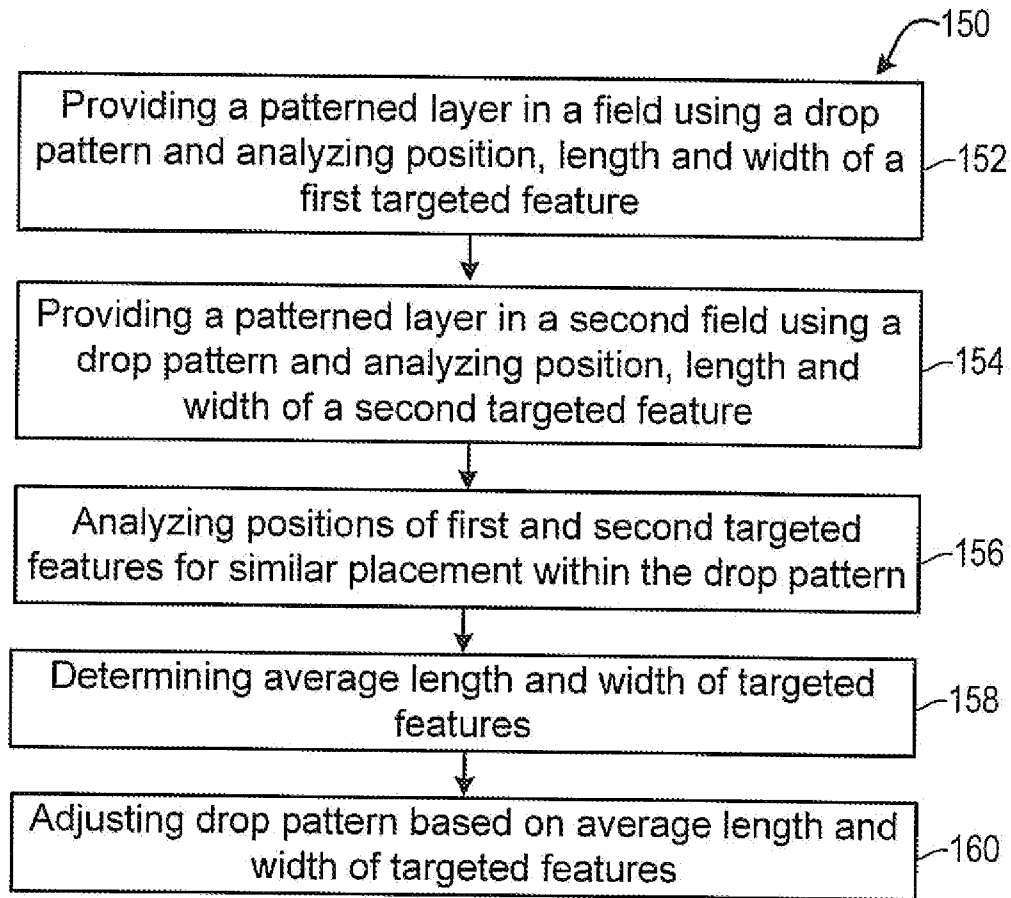 150
Providing a patterned layer in a field using a drop
pattern and analyzing position, length and width of a
first targeted feature
152
Providing a patterned layer in a second field using a
drop pattern and analyzing position, length and
width of a second targeted feature
154
Analyzing positions of first and second targeted
features for similar placement within the drop pattern
156
Determining average length and width of targeted
features
158
Adjusting drop pattern based on average length and
width of targeted features
160